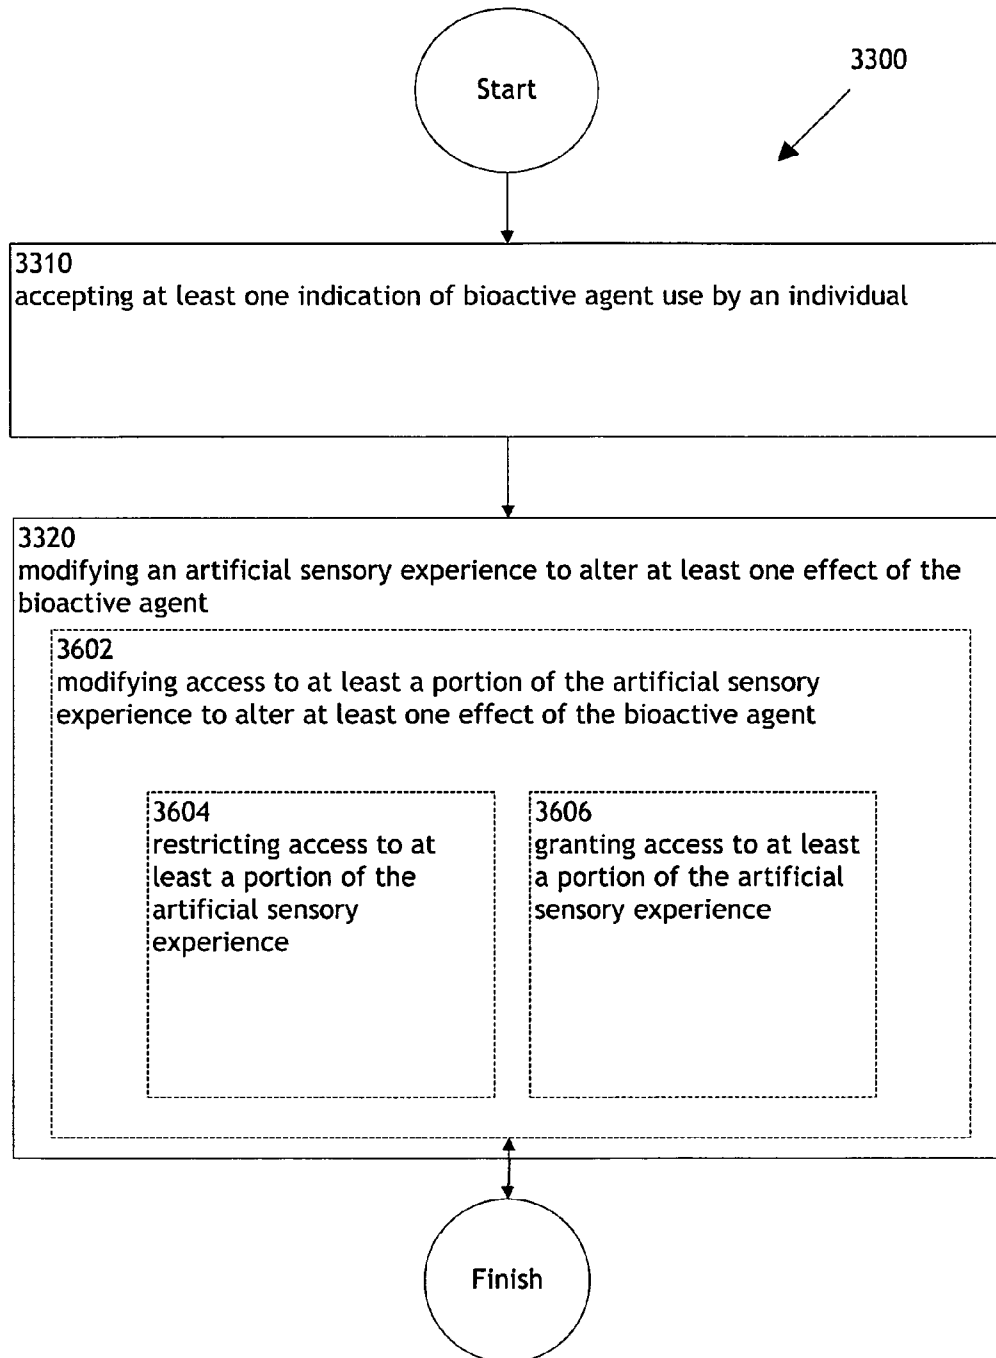 Start
3300
3310
accepting at least one indication of bioactive agent use by an individual
3320
modifying an artificial sensory experience to alter at least one effect of the
bioactive agent
3602
modifying access to at least a portion of the artificial sensory
experience to alter at least one effect of the bioactive agent
3604
restricting access to at
least a portion of the
artificial sensory
experience
3606
granting access to at least
a portion of the artificial
sensory experience
Finish